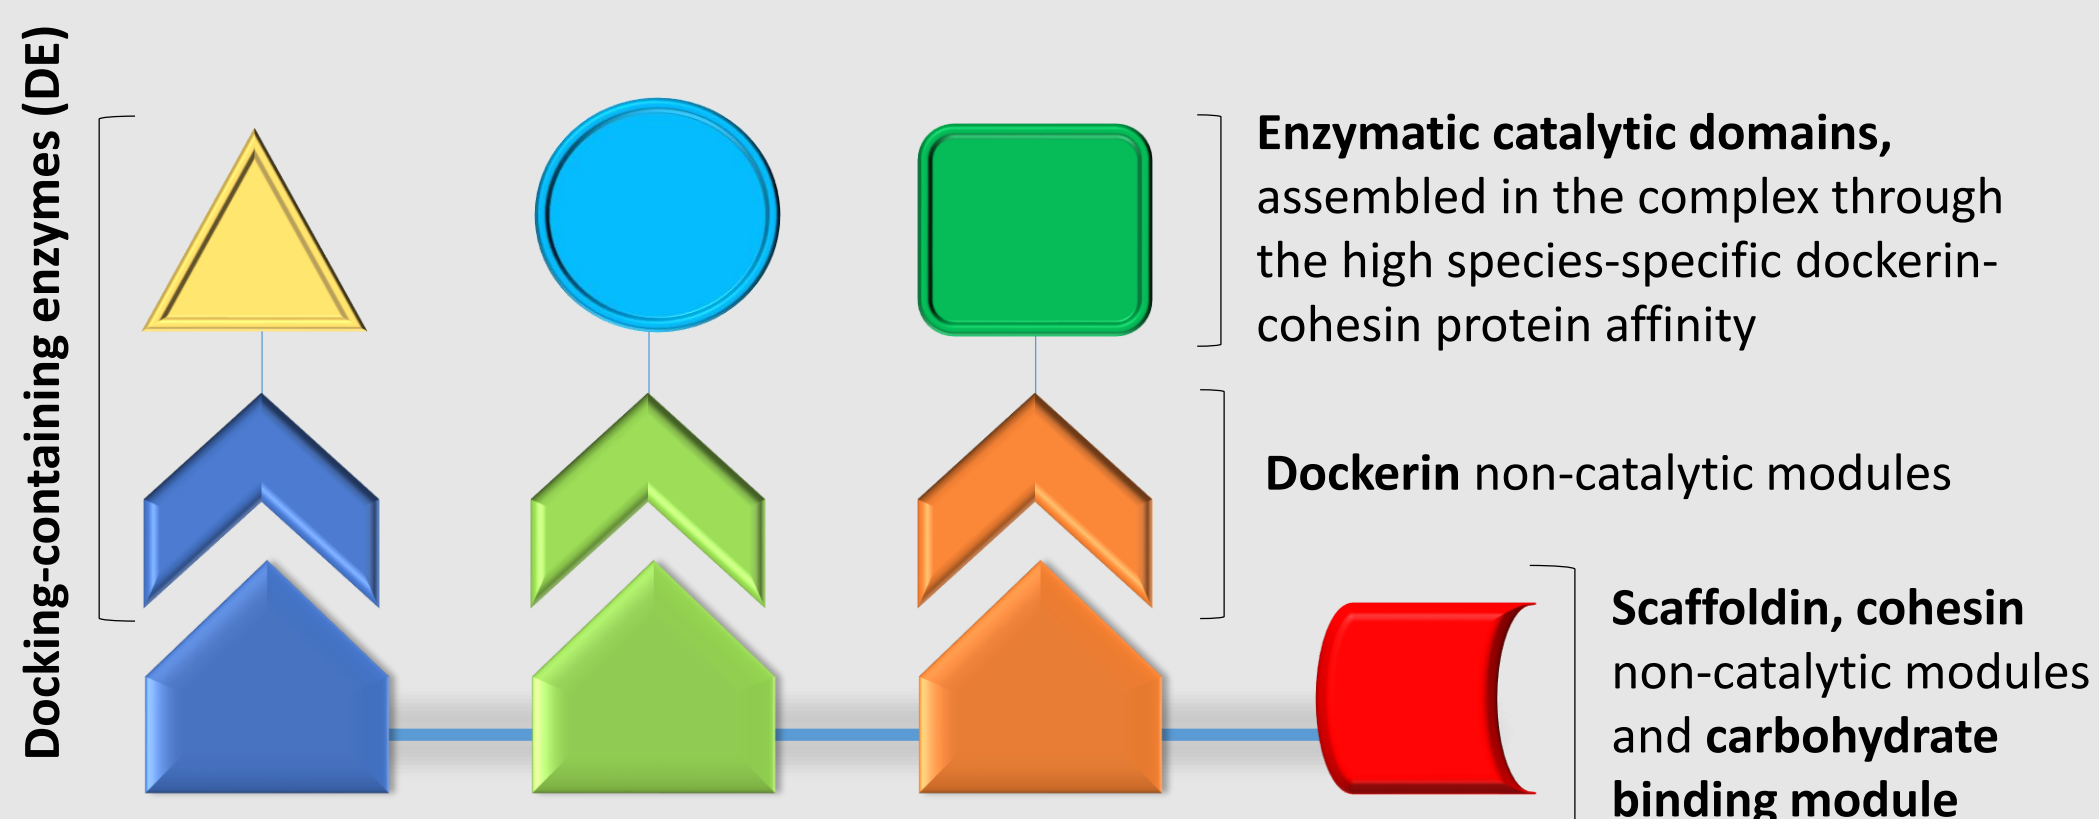 Docking-containing enzymes (DE)
Enzymatic catalytic domains,
assembled in the complex through
the high species-specific dockerin-
cohesin protein affinity
Dockerin non-catalytic modules
Scaffoldin, cohesin
non-catalytic modules
and carbohydrate
binding module